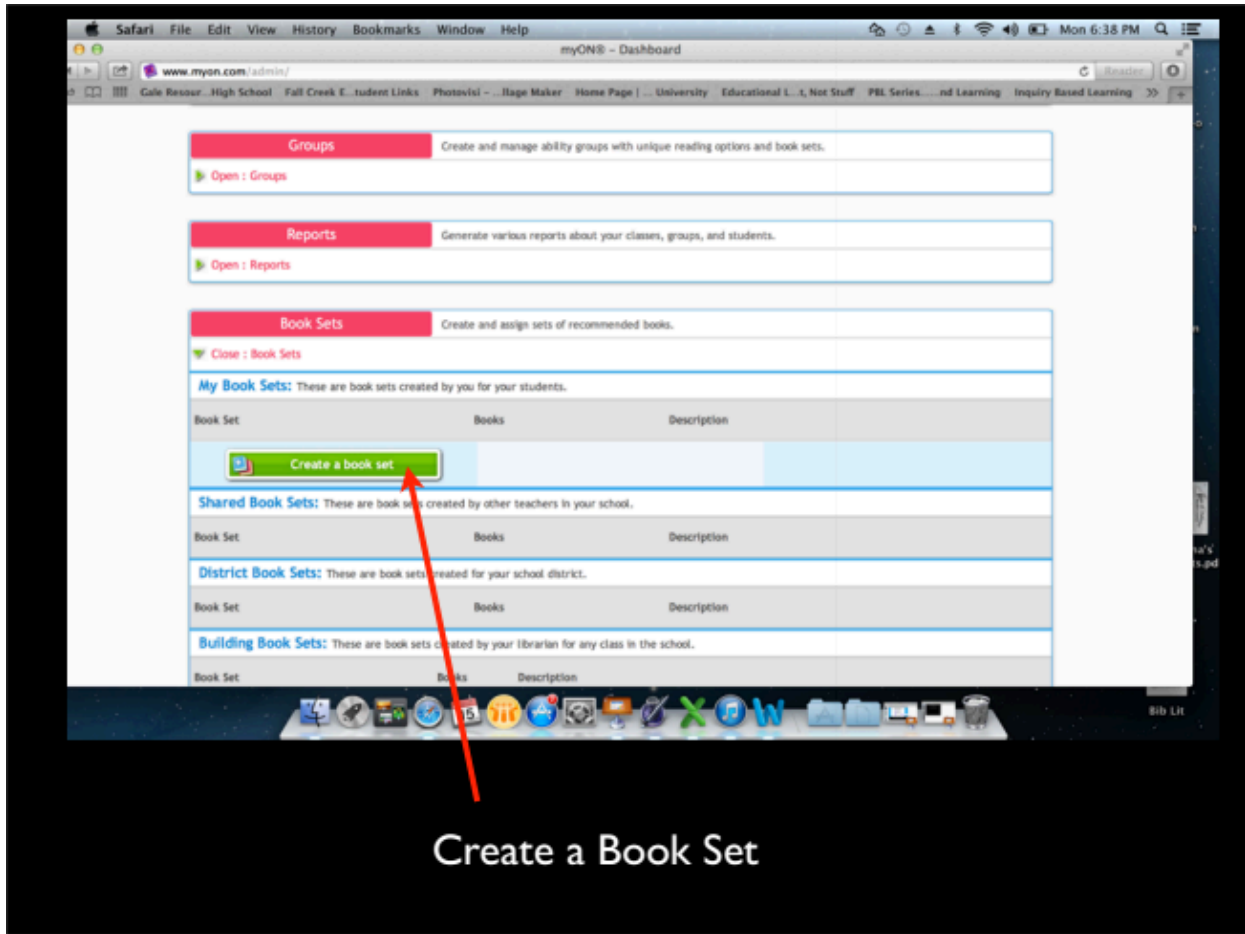 Safari File Edit View History Bookmarks Window Help Mon 6:38 PM
myON® – Dashboard
www.myon.com/admin/ Reader
Gale Resour...High School Fall Creek E...tudent Links Photovisi – ...llage Maker Home Page | ... University Educational L...t, Not Stuff PBL Series......nd Learning Inquiry Based Learning
Groups Create and manage ability groups with unique reading options and book sets.
Open : Groups
Reports Generate various reports about your classes, groups, and students.
Open : Reports
Book Sets Create and assign sets of recommended books.
Close : Book Sets
My Book Sets: These are book sets created by you for your students.
Book Set Books Description
Create a book set
Shared Book Sets: These are book sets created by other teachers in your school.
Book Set Books Description
District Book Sets: These are book sets created for your school district.
Book Set Books Description
Building Book Sets: These are book sets created by your librarian for any class in the school.
Book Set Books Description
15
Bib Lit
Create a Book Set